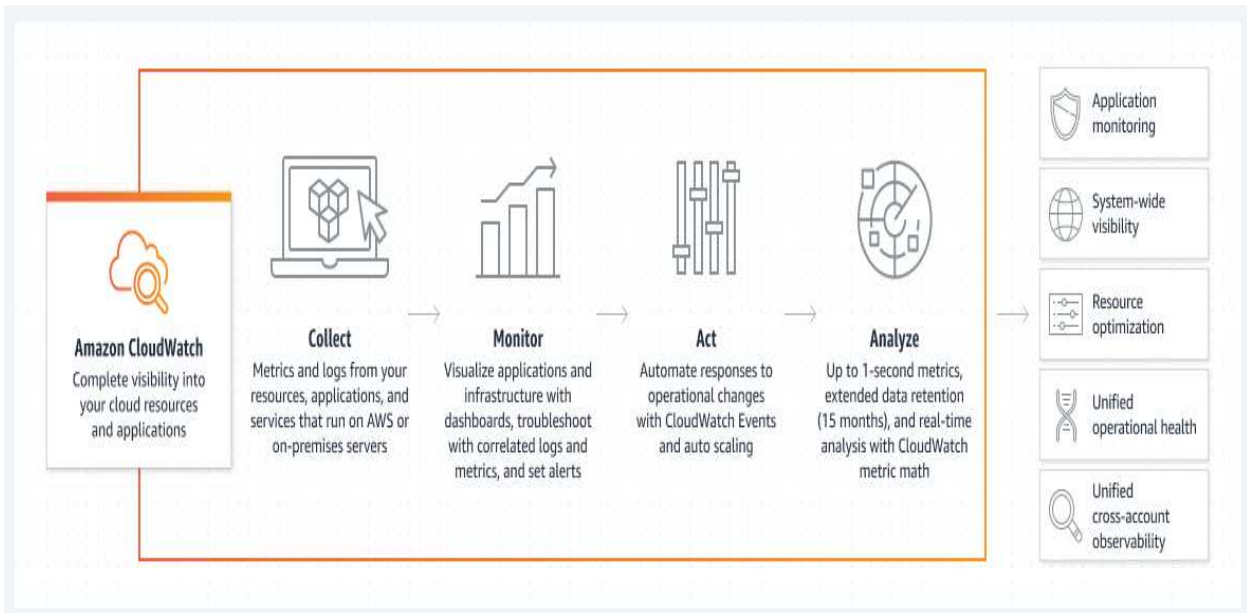 Amazon CloudWatch
Complete visibility into
your cloud resources
and applications
Collect
Metrics and logs from your
resources, applications, and
services that run on AWS or
on-premises servers
Monitor
Visualize applications and
infrastructure with
dashboards, troubleshoot
with correlated logs and
metrics, and set alerts
Act
Automate responses to
operational changes
with CloudWatch Events
and auto scaling
Analyze
Up to 1-second metrics,
extended data retention
(15 months), and real-time
analysis with CloudWatch
metric math
Application
monitoring
System-wide
visibility
Resource
optimization
Unified
operational health
Unified
cross-account
observability